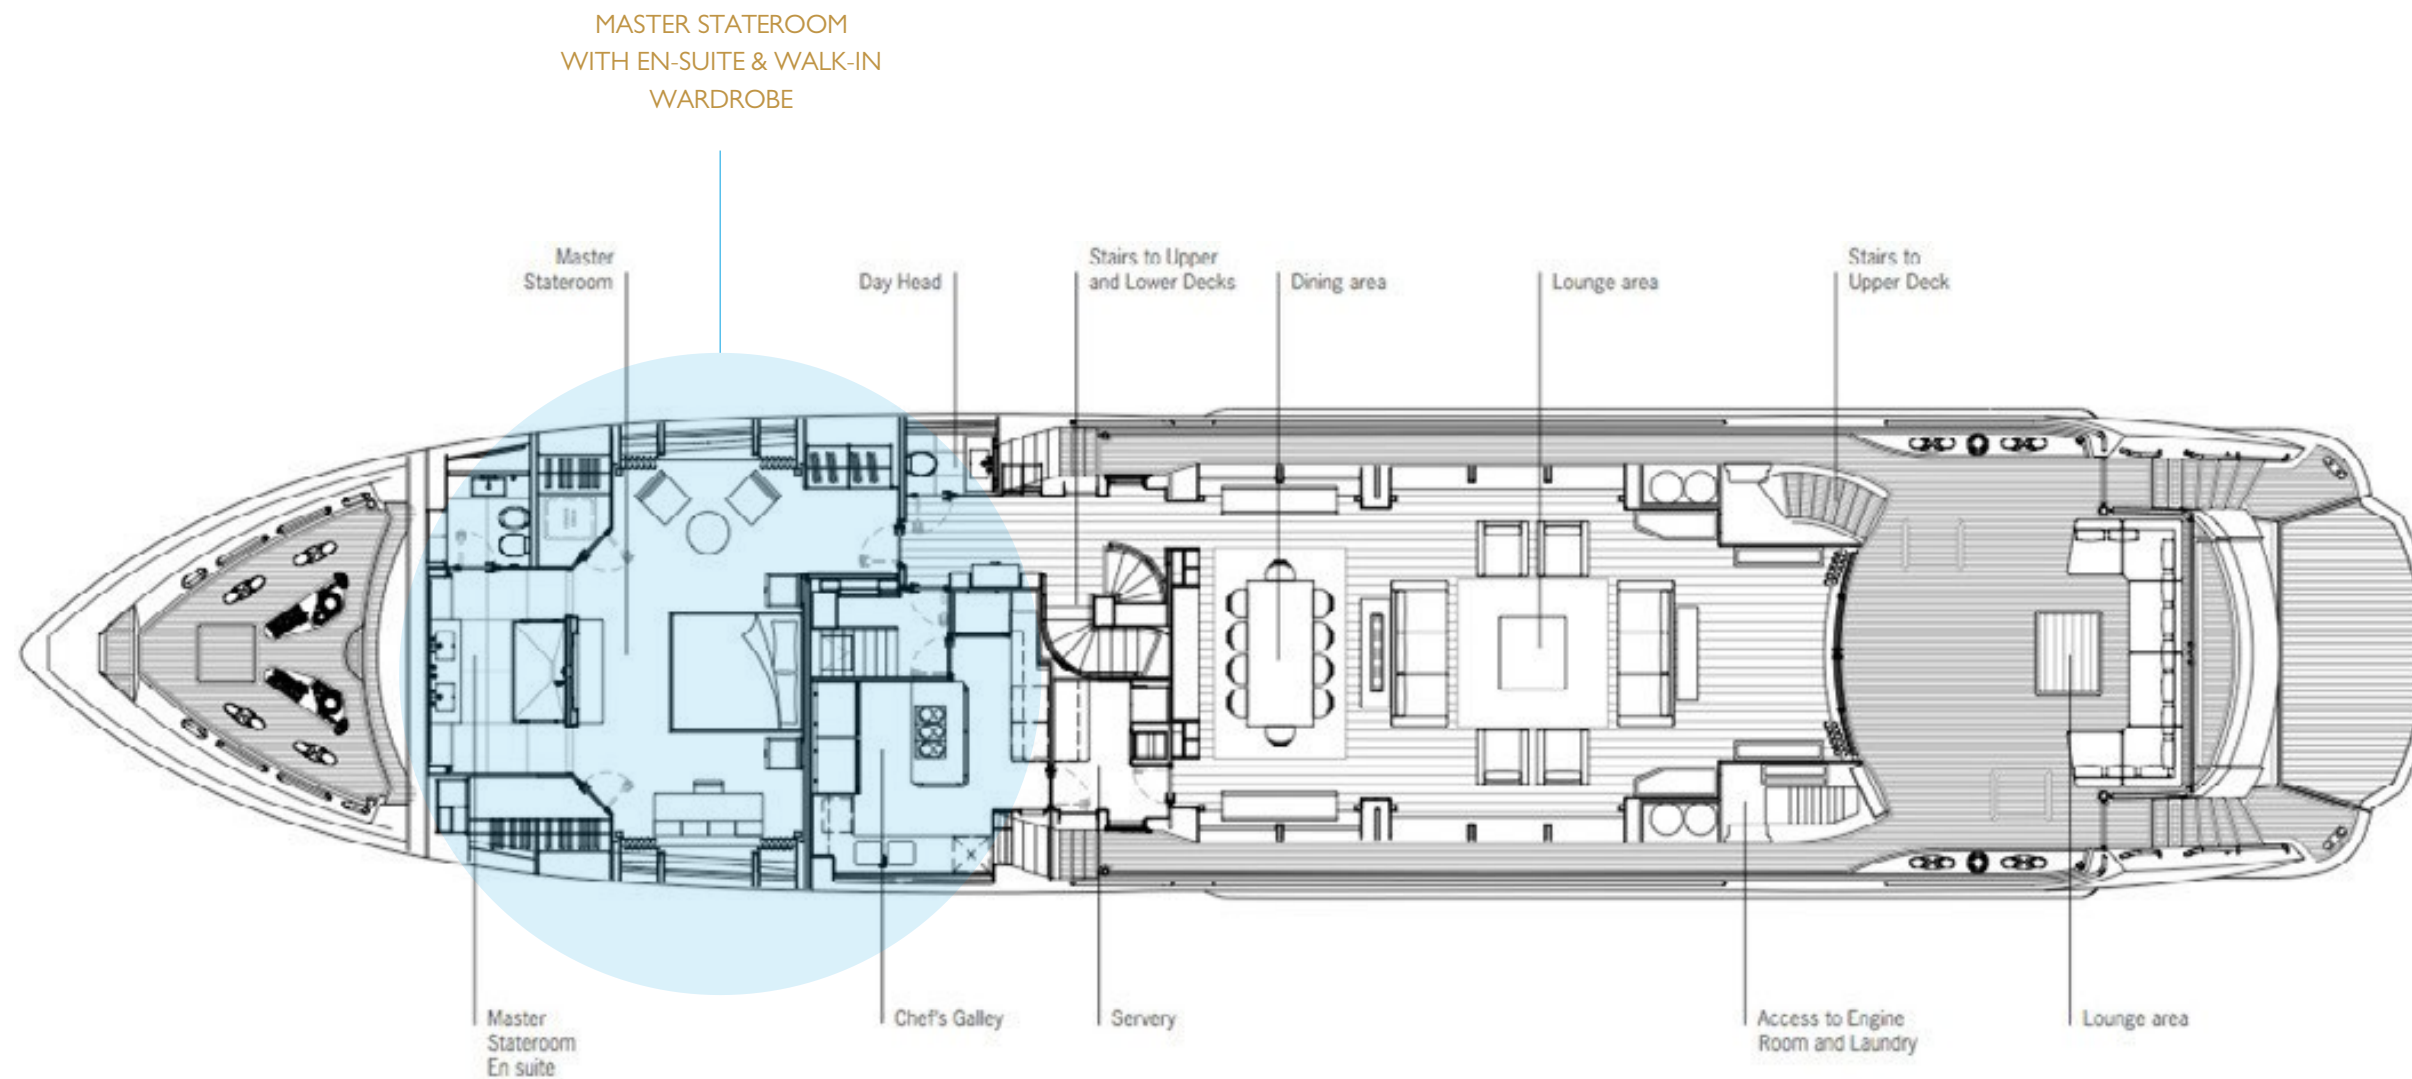 MASTER STATEROOM
WITH EN-SUITE & WALK-IN
WARDROBE
Master
Stateroom
Day Head
Stairs to Upper
and Lower Decks
Dining area
Lounge area
Stairs to
Upper Deck
Master
Stateroom
En suite
Chef's Galley
Servery
Access to Engine
Room and Laundry
Lounge area